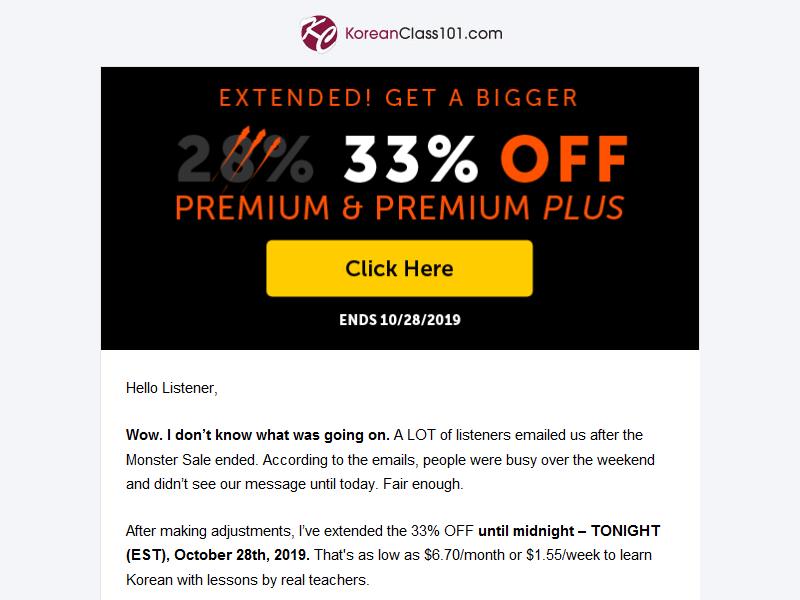 KoreanClass101.com
EXTENDED! GET A BIGGER
28% 33% OFF
PREMIUM & PREMIUM PLUS
Click Here
ENDS 10/28/2019
Hello Listener,
Wow. I don’t know what was going on. A LOT of listeners emailed us after the
Monster Sale ended. According to the emails, people were busy over the weekend
and didn’t see our message until today. Fair enough.
After making adjustments, I’ve extended the 33% OFF until midnight – TONIGHT
(EST), October 28th, 2019. That's as low as $6.70/month or $1.55/week to learn
Korean with lessons by real teachers.